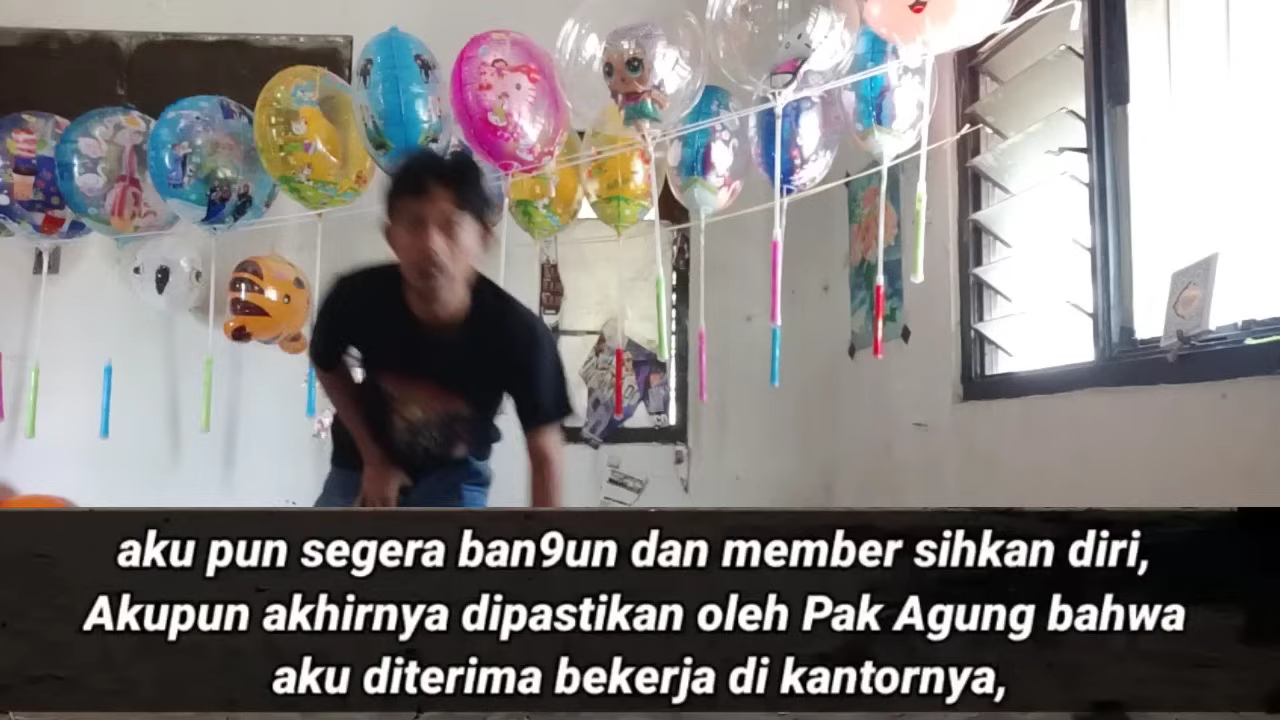 aku pun segera ban9un dan member sihkan diri,
Akupun akhirnya dipastikan oleh Pak Agung bahwa
aku diterima bekerja di kantornya,